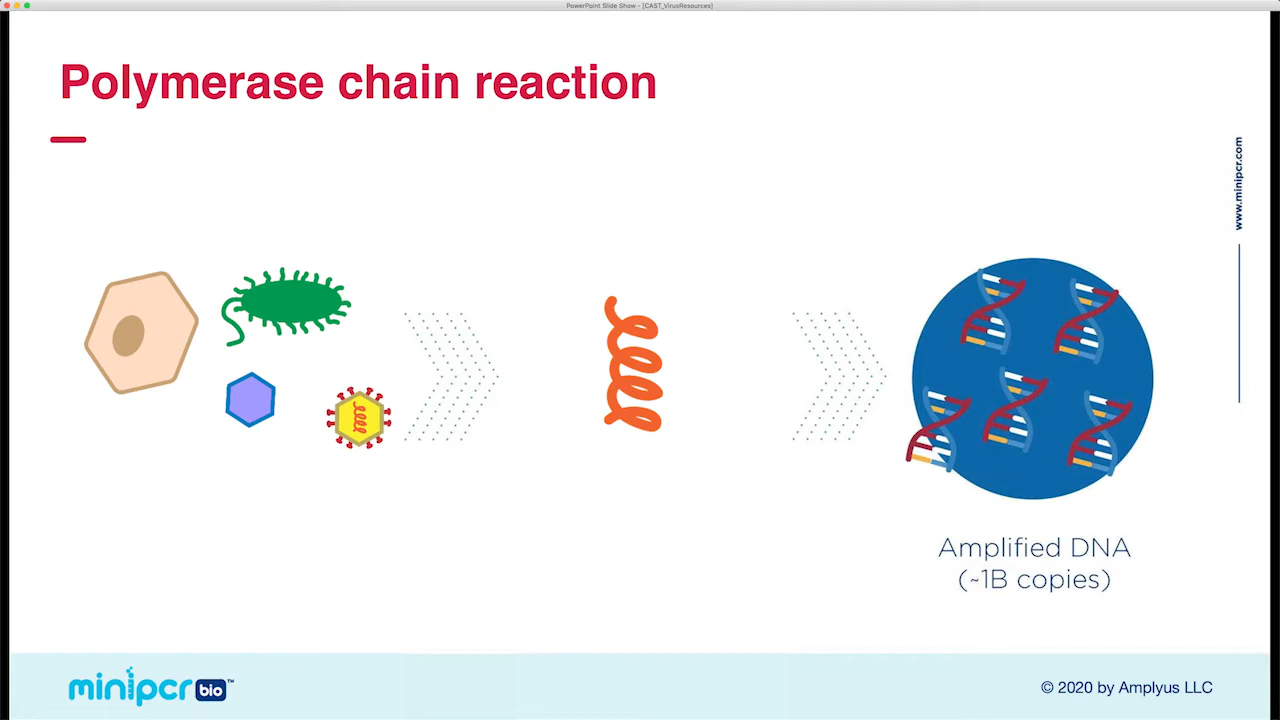 PowerPoint Slide Show - [CAST_VirusResources]
Polymerase chain reaction
www.minipcr.com
Amplified DNA
(~1B copies)
minipcr bio™
© 2020 by Amplyus LLC